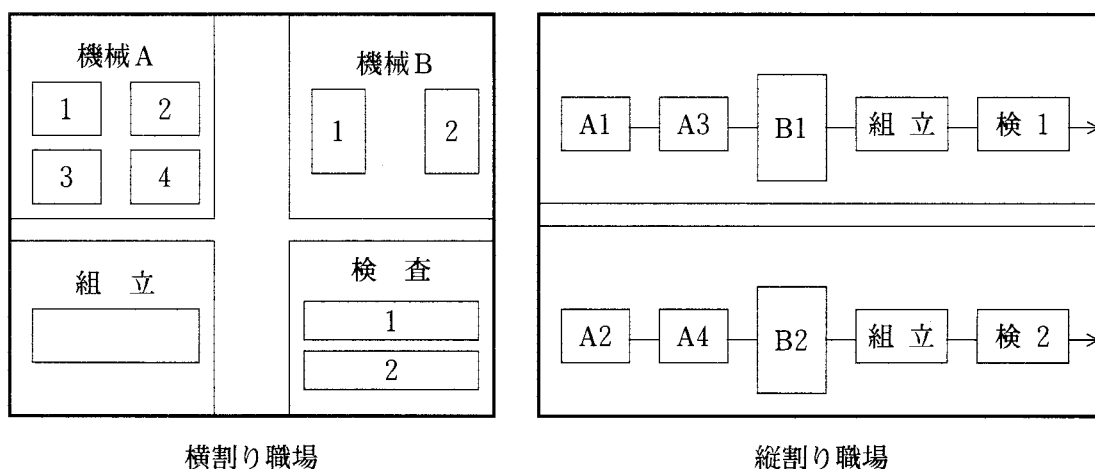 機械A
1 2
3 4
機械B
1 2
組 立
検 査
1
2
横割り職場
A1 A3 B1 組 立 検 1
A2 A4 B2 組 立 検 2
縦割り職場